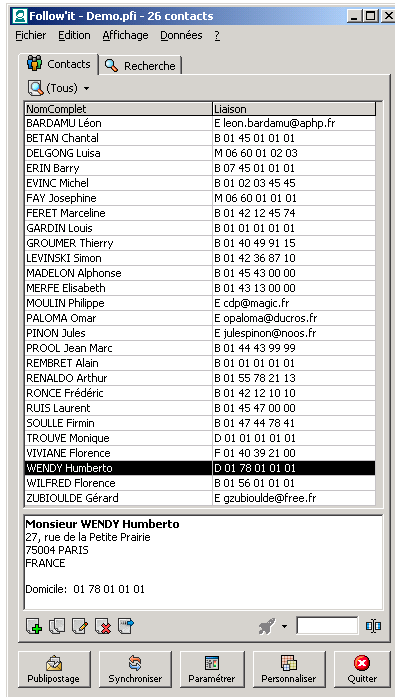 Follow'it - Demo.pfi - 26 contacts
Fichier Edition Affichage Données ?
Contacts Recherche
(Tous)
NomComplet Liaison
BARDAMU Léon E leon.bardamu@aphp.fr
BETAN Chantal B 01 45 01 01 01
DELGONG Luisa M 06 60 01 02 03
ERIN Barry B 07 45 01 01 01
EVINC Michel B 01 02 03 45 45
FAY Josephine M 06 60 01 01 01
FERET Marceline B 01 42 12 45 74
GARDIN Louis B 01 01 01 01 01
GROUMER Thierry B 01 40 49 91 15
LEVINSKI Simon B 01 42 36 87 10
MADELON Alphonse B 01 45 43 00 00
MERFE Elisabeth B 01 43 13 00 00
MOULIN Philippe E cdp@magic.fr
PALOMA Omar E opaloma@ducros.fr
PINON Jules E julespinon@noos.fr
PROOL Jean Marc B 01 44 43 99 99
REMBRET Alain B 01 01 01 01 01
RENALDO Arthur B 01 55 78 21 13
RONCE Frédéric B 01 42 12 10 10
RUIS Laurent B 01 45 47 00 00
SOULLE Firmin B 01 47 44 78 41
TROUVE Monique D 01 01 01 01 01
VIVIANE Florence F 01 40 39 21 00
WENDY Humberto D 01 78 01 01 01
WILFRED Florence B 01 56 01 01 01
ZUBIOULDE Gérard E gzubioulde@free.fr
Monsieur WENDY Humberto
27, rue de la Petite Prairie
75004 PARIS
FRANCE
Domicile: 01 78 01 01 01
Publipostage Synchroniser Paramétrer Personnaliser Quitter